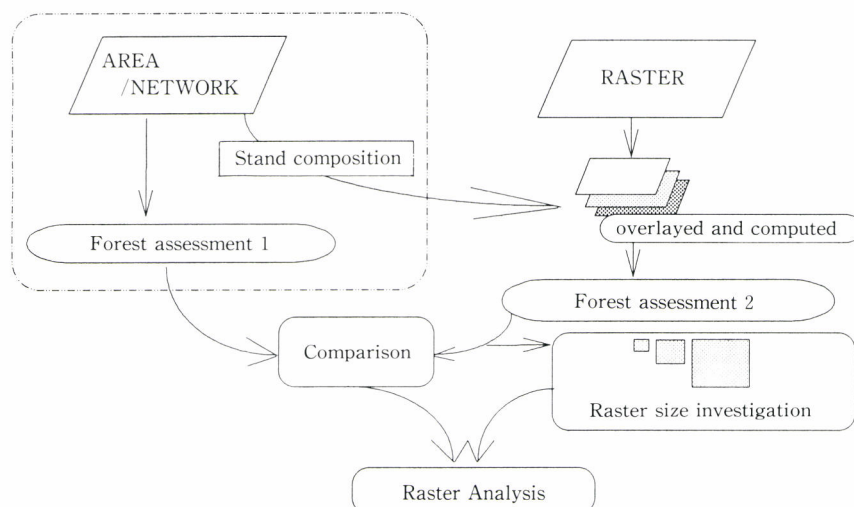 AREA
/NETWORK
RASTER
Stand composition
overlayed and computed
Forest assessment 1
Forest assessment 2
Comparison
Raster size investigation
Raster Analysis